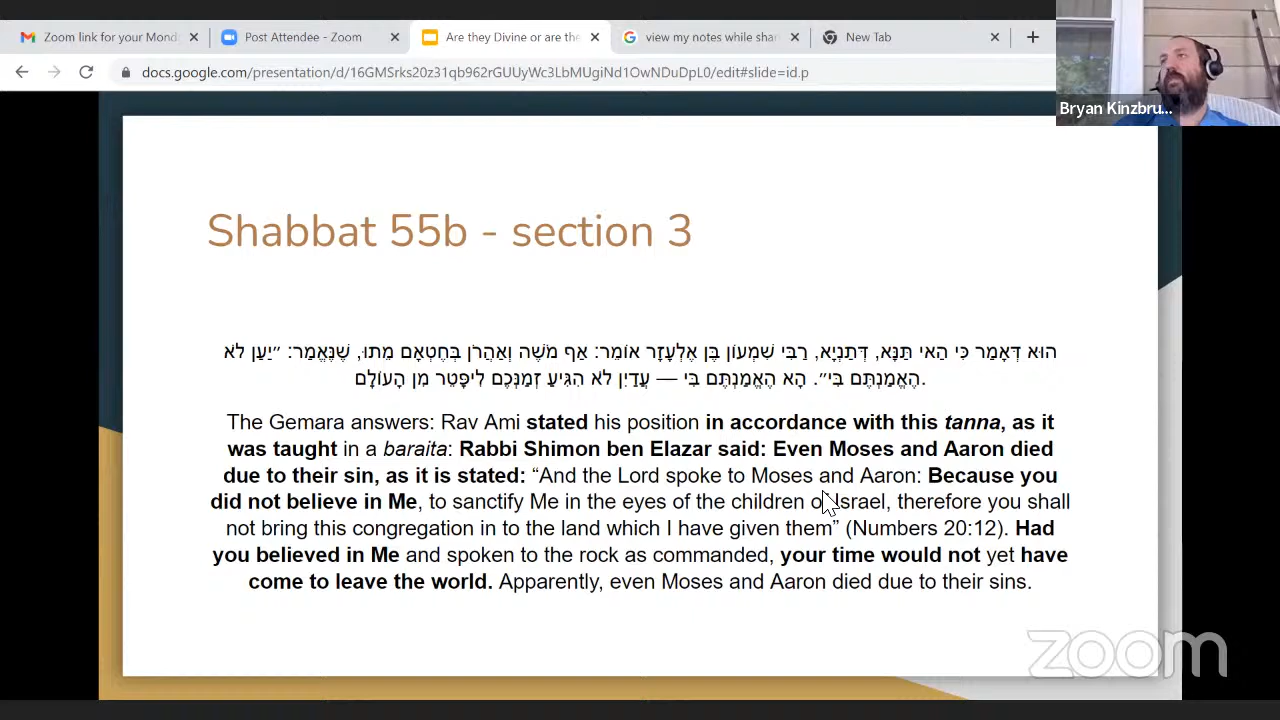 Zoom link for your Mond
Post Attendee - Zoom
Are they Divine or are the
view my notes while shar
New Tab
docs.google.com/presentation/d/16GMSrks20z31qb962rGUUyWc3LbMUgiNd1OwNDuDpL0/edit#slide=id.p
Bryan Kinzbru...
Shabbat 55b - section 3
הוּא דְּאָמַר כִּי הַאי תַּנָּא, דְּתַנְיָא, רַבִּי שִׁמְעוֹן בֶּן אֶלְעָזָר אוֹמֵר: אַף מֹשֶׁה וְאַהֲרֹן בְּחֶטְאָם מֵתוּ, שֶׁנֶּאֱמַר: ״יַעַן לֹא
הֶאֱמַנְתֶּם בִּי״. הָא הֶאֱמַנְתֶּם בִּי — עֲדַיִן לֹא הִגִּיעַ זְמַנְּכֶם לִיפָּטֵר מִן הָעוֹלָם.
The Gemara answers: Rav Ami stated his position in accordance with this tanna, as it
was taught in a baraita: Rabbi Shimon ben Elazar said: Even Moses and Aaron died
due to their sin, as it is stated: “And the Lord spoke to Moses and Aaron: Because you
did not believe in Me, to sanctify Me in the eyes of the children of Israel, therefore you shall
not bring this congregation in to the land which I have given them” (Numbers 20:12). Had
you believed in Me and spoken to the rock as commanded, your time would not yet have
come to leave the world. Apparently, even Moses and Aaron died due to their sins.
zoom